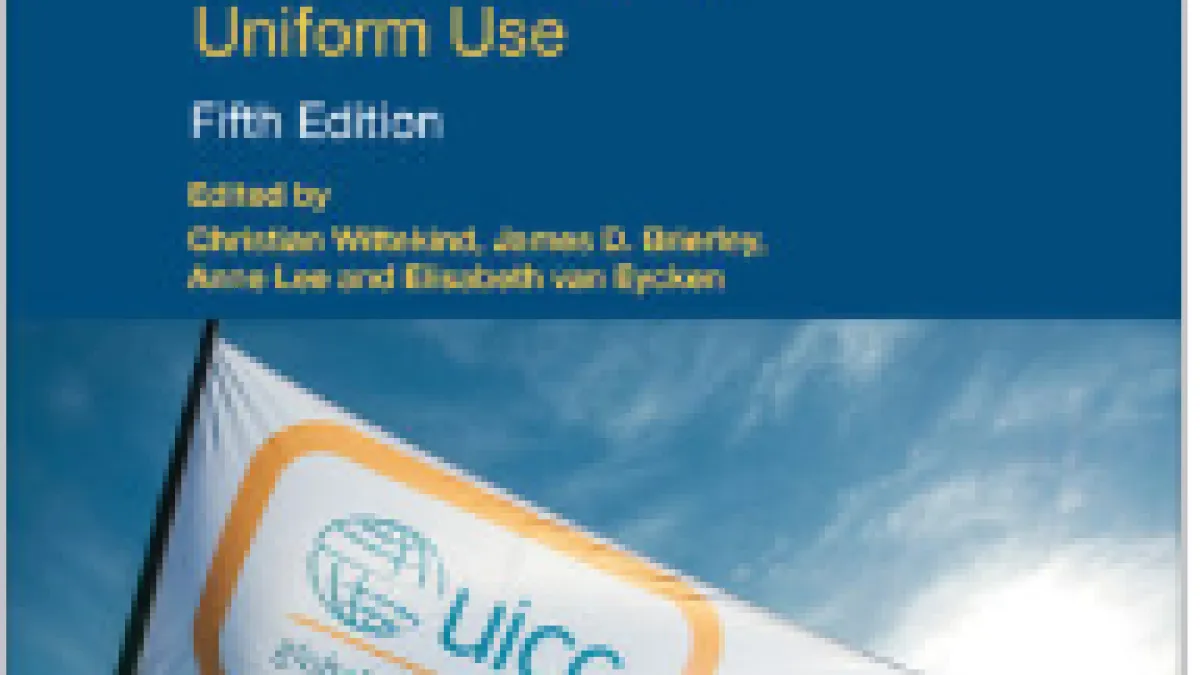 Uniform Use
Fifth Edition
Edited by
Christian Wittekind, James D. Brierley,
Anne Lee and Elisabeth van Eycken
uicc